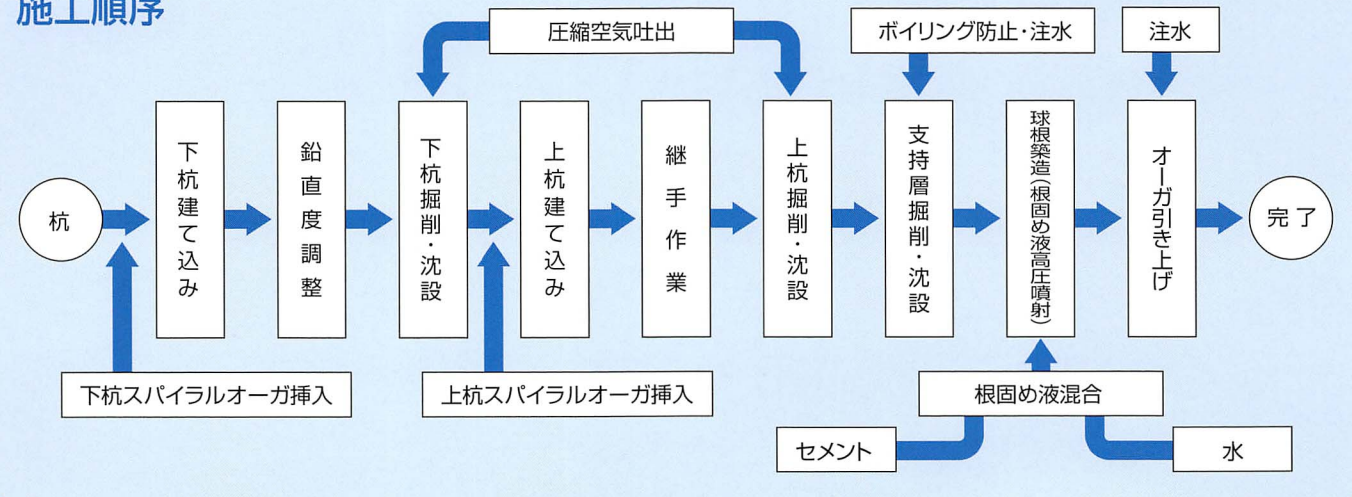 施工順序
圧縮空気吐出
ボイリング防止・注水
注水
杭
下杭建て込み
鉛直度調整
下杭掘削・沈設
上杭建て込み
継手作業
上杭掘削・沈設
支持層掘削・沈設
球根築造(根固め液高圧噴射)
オーガ引き上げ
完了
下杭スパイラルオーガ挿入
上杭スパイラルオーガ挿入
根固め液混合
セメント
水